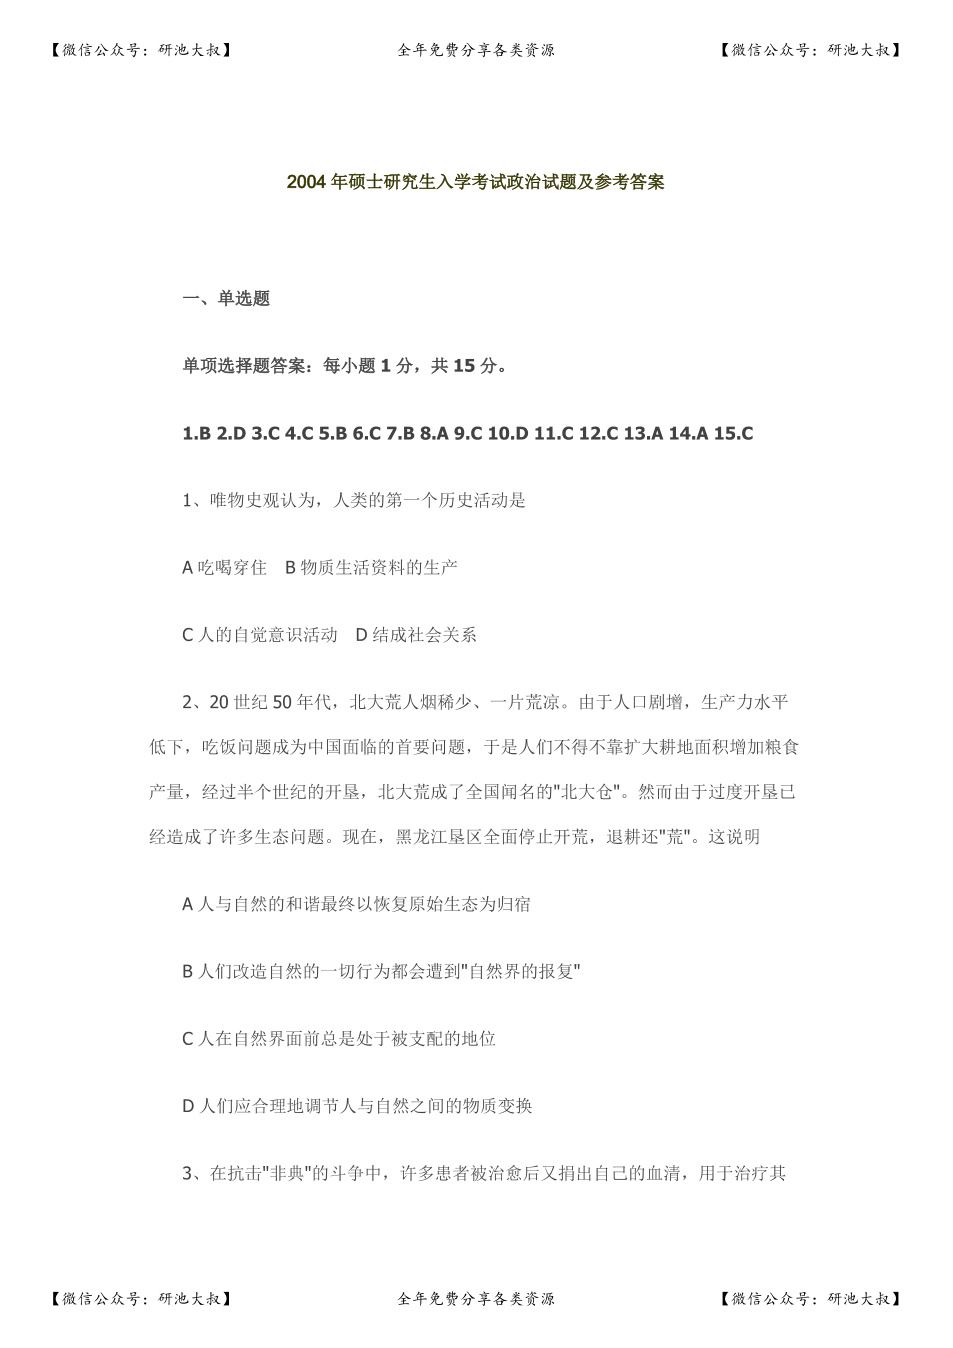 【微信公众号：研池大叔】 全年免费分享各类资源 【微信公众号：研池大叔】
2004 年硕士研究生入学考试政治试题及参考答案
一、单选题
单项选择题答案：每小题 1 分，共 15 分。
1.B 2.D 3.C 4.C 5.B 6.C 7.B 8.A 9.C 10.D 11.C 12.C 13.A 14.A 15.C
1、唯物史观认为，人类的第一个历史活动是
A 吃喝穿住 B 物质生活资料的生产
C 人的自觉意识活动 D 结成社会关系
2、20 世纪 50 年代，北大荒人烟稀少、一片荒凉。由于人口剧增，生产力水平
低下，吃饭问题成为中国面临的首要问题，于是人们不得不靠扩大耕地面积增加粮食
产量，经过半个世纪的开垦，北大荒成了全国闻名的"北大仓"。然而由于过度开垦已
经造成了许多生态问题。现在，黑龙江垦区全面停止开荒，退耕还"荒"。这说明
A 人与自然的和谐最终以恢复原始生态为归宿
B 人们改造自然的一切行为都会遭到"自然界的报复"
C 人在自然界面前总是处于被支配的地位
D 人们应合理地调节人与自然之间的物质变换
3、在抗击"非典"的斗争中，许多患者被治愈后又捐出自己的血清，用于治疗其
【微信公众号：研池大叔】 全年免费分享各类资源 【微信公众号：研池大叔】